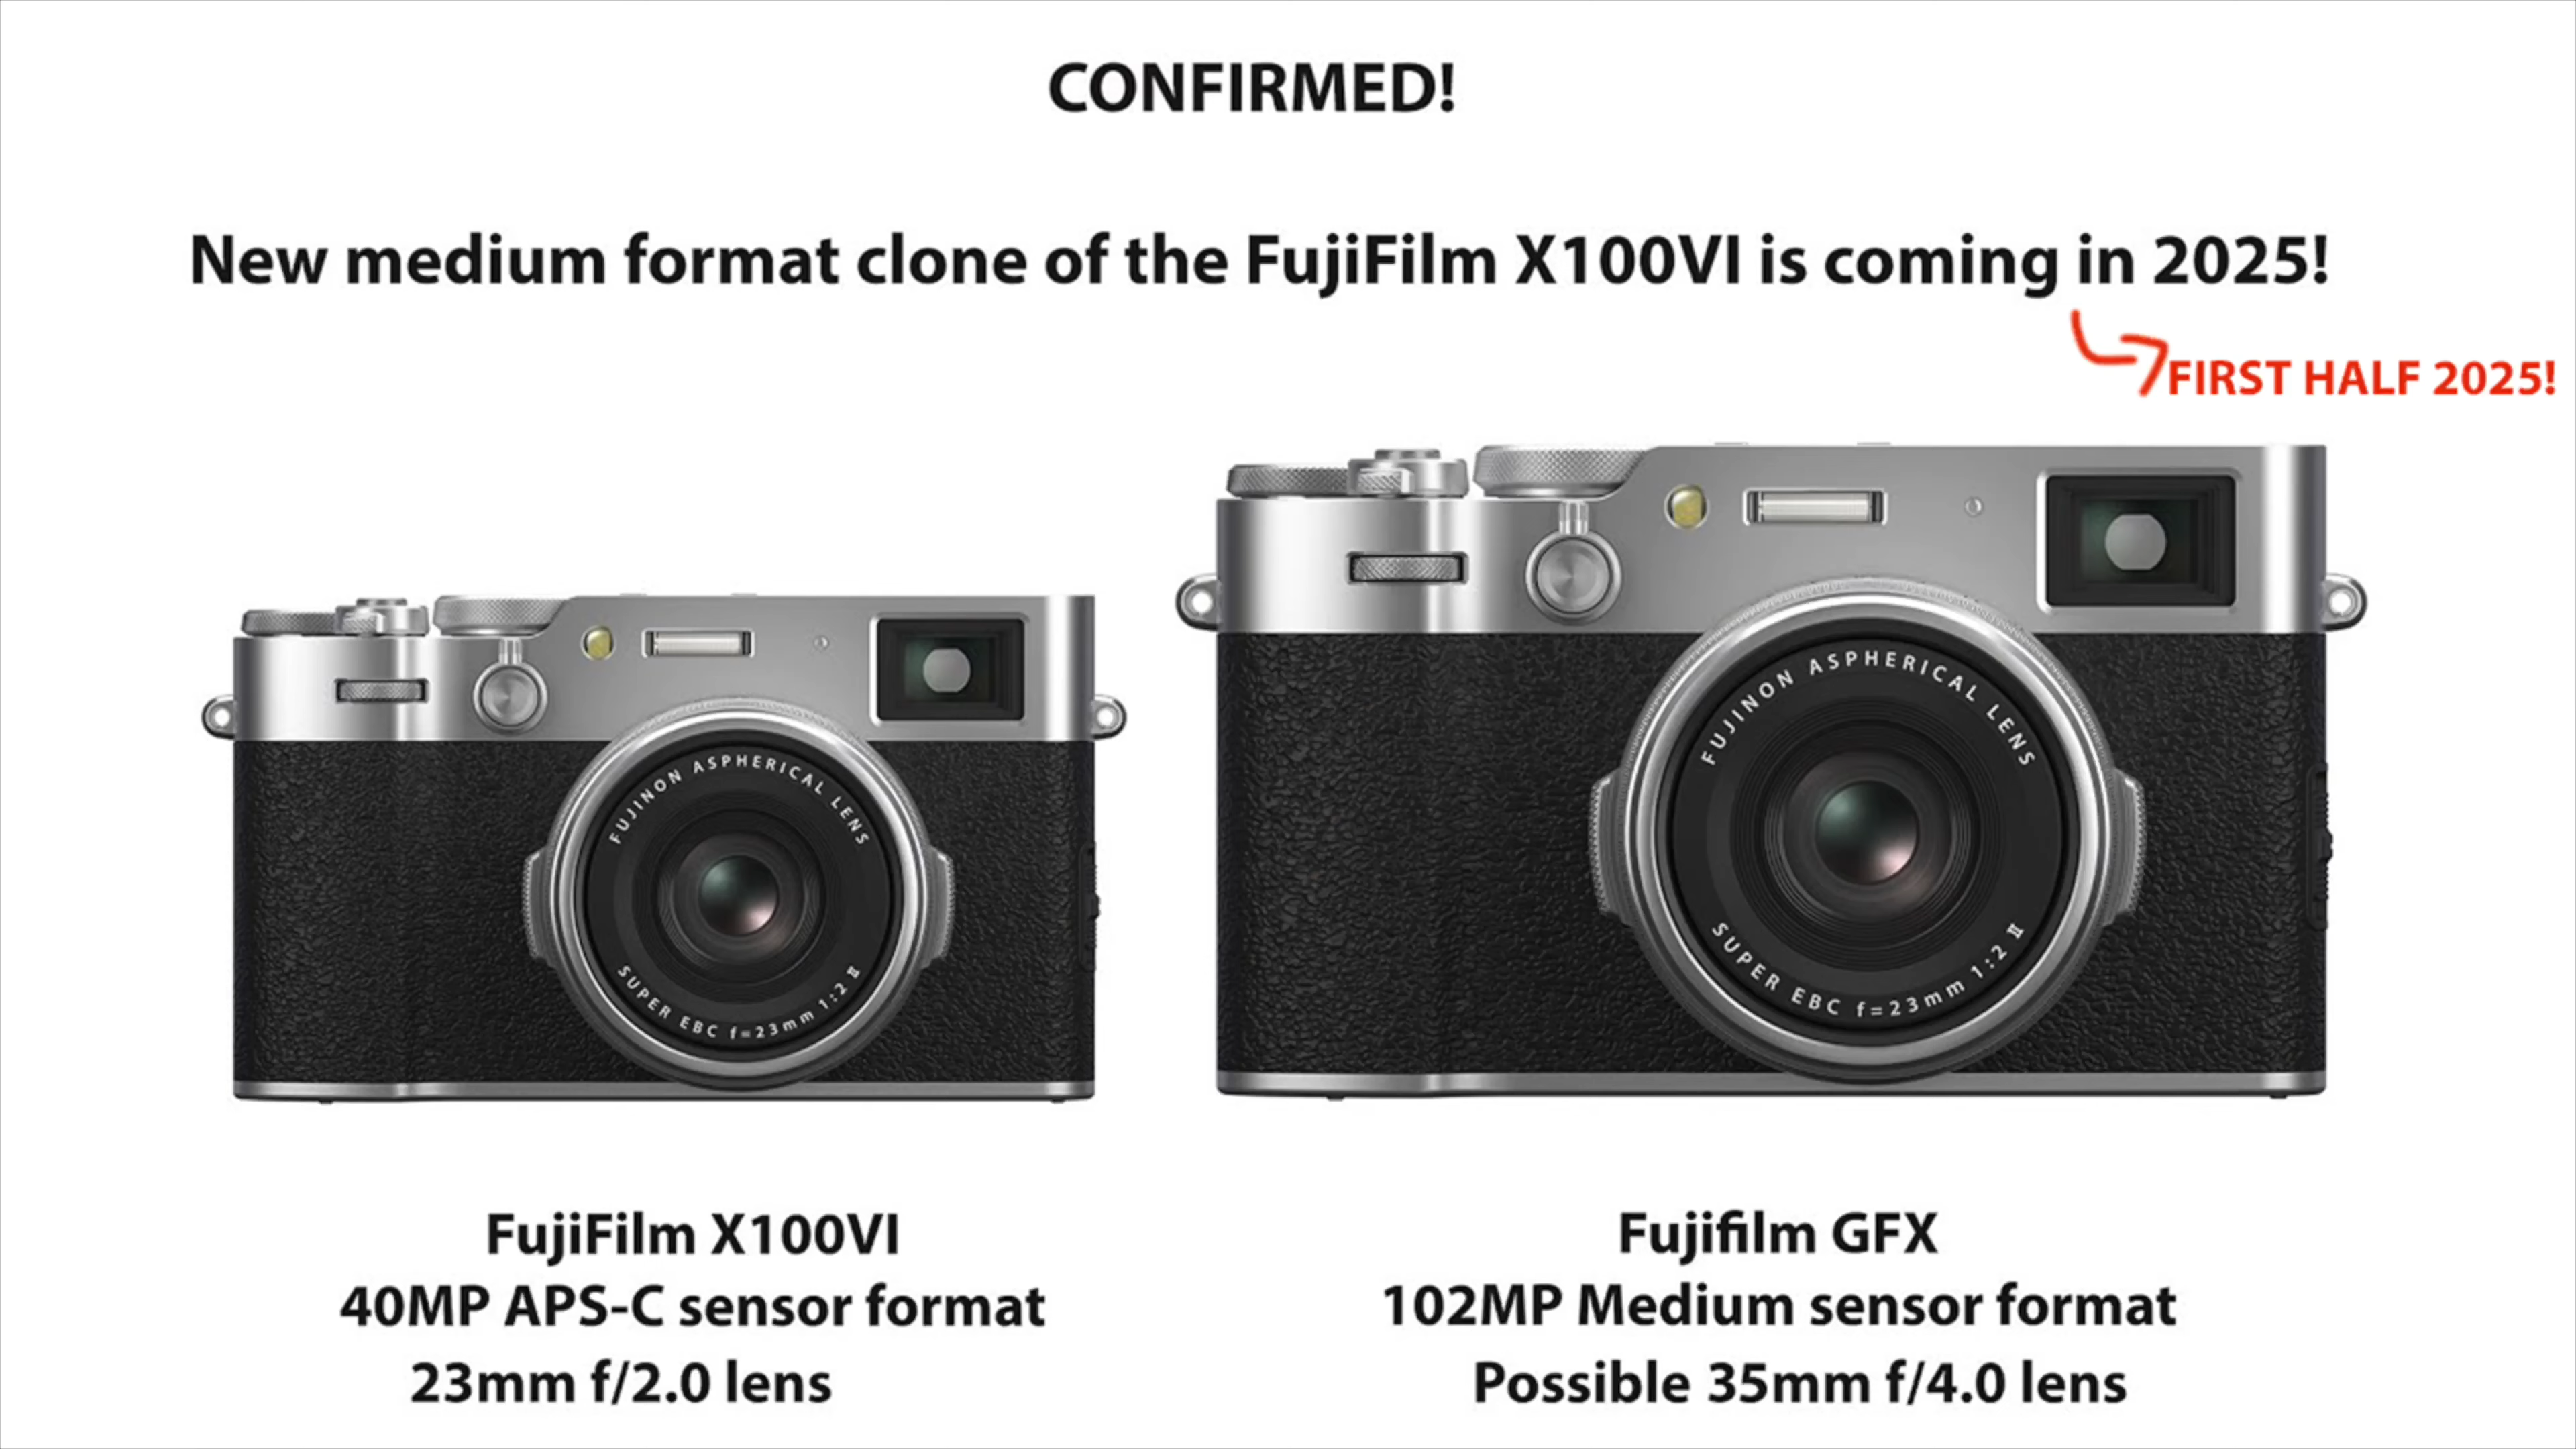 CONFIRMED!
New medium format clone of the FujiFilm X100VI is coming in 2025!
FIRST HALF 2025!
FUJINON ASPHERICAL LENS
SUPER EBC f=23mm 1:2 II
FUJINON ASPHERICAL LENS
SUPER EBC f=23mm 1:2 II
FujiFilm X100VI
40MP APS-C sensor format
23mm f/2.0 lens
Fujifilm GFX
102MP Medium sensor format
Possible 35mm f/4.0 lens